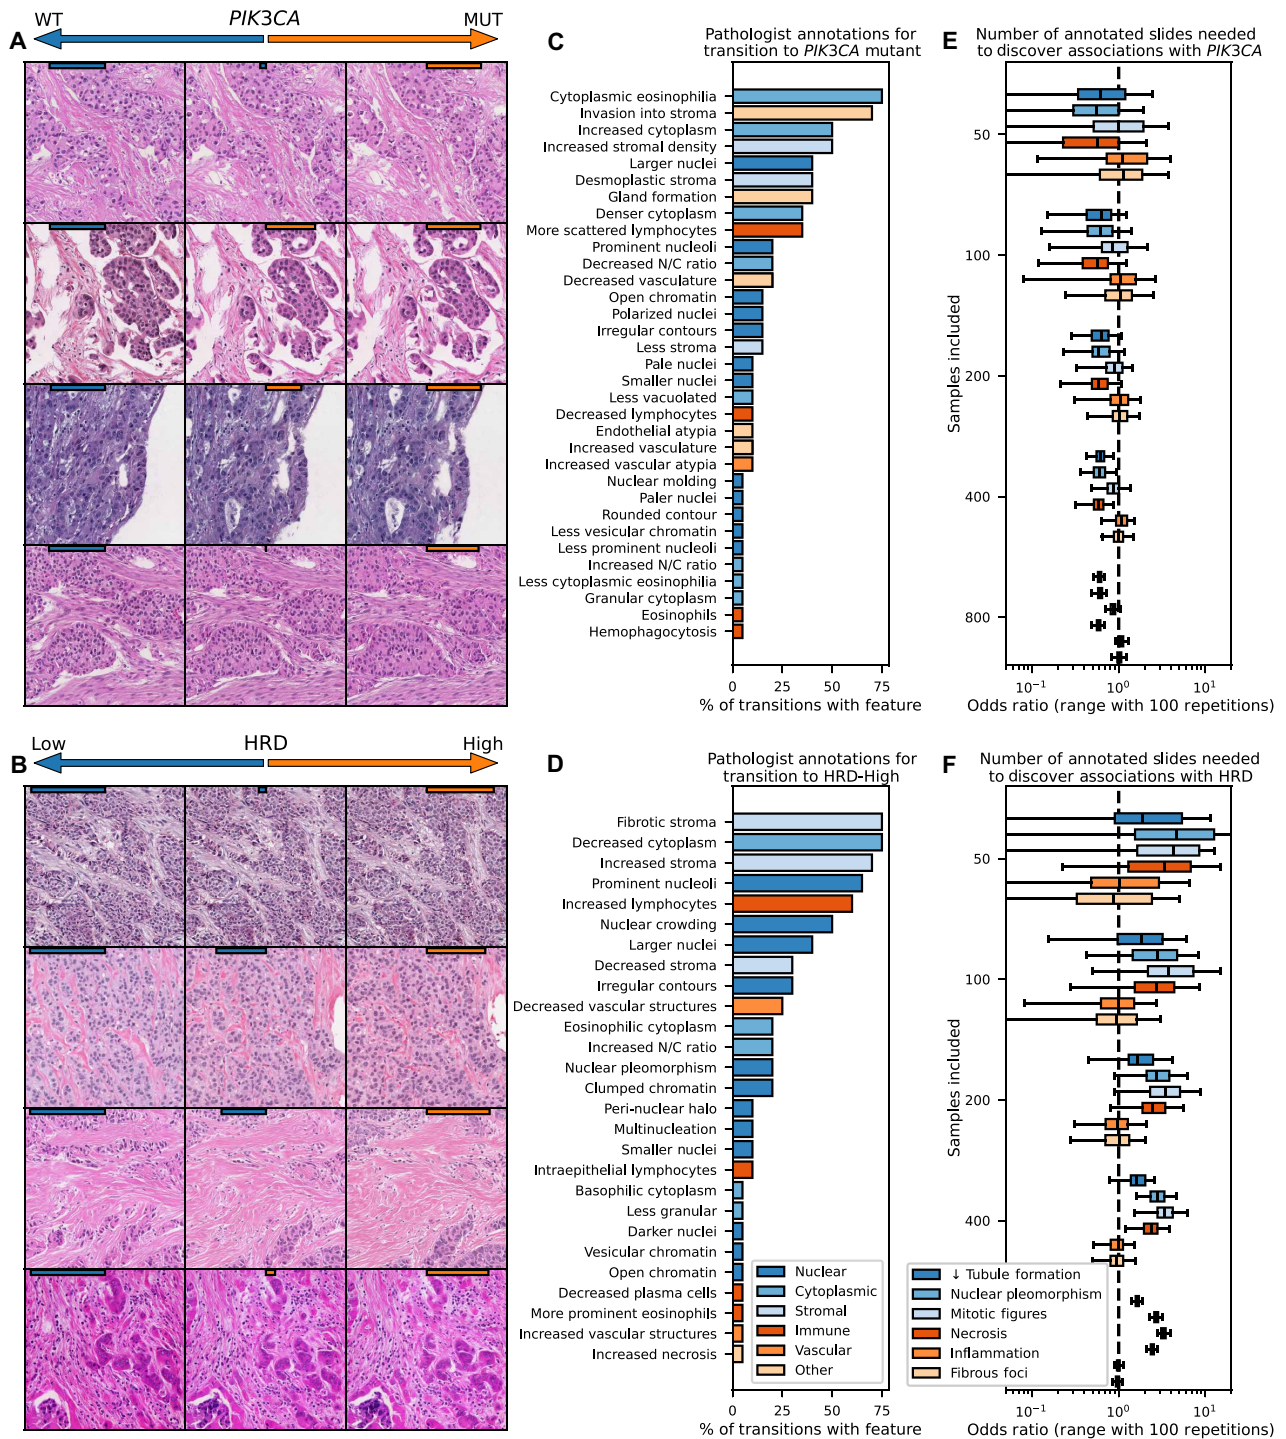 A
WT
PIK3CA
MUT
B
Low
HRD
High
C
Pathologist annotations for
transition to PIK3CA mutant
Cytoplasmic eosinophilia
Invasion into stroma
Increased cytoplasm
Increased stromal density
Larger nuclei
Desmoplastic stroma
Gland formation
Denser cytoplasm
More scattered lymphocytes
Prominent nucleoli
Decreased N/C ratio
Decreased vasculature
Open chromatin
Polarized nuclei
Irregular contours
Less stroma
Pale nuclei
Smaller nuclei
Less vacuolated
Decreased lymphocytes
Endothelial atypia
Increased vasculature
Increased vascular atypia
Nuclear molding
Paler nuclei
Rounded contour
Less vesicular chromatin
Less prominent nucleoli
Increased N/C ratio
Less cytoplasmic eosinophilia
Granular cytoplasm
Eosinophils
Hemophagocytosis
0 25 50 75
% of transitions with feature
D
Pathologist annotations for
transition to HRD-High
Fibrotic stroma
Decreased cytoplasm
Increased stroma
Prominent nucleoli
Increased lymphocytes
Nuclear crowding
Larger nuclei
Decreased stroma
Irregular contours
Decreased vascular structures
Eosinophilic cytoplasm
Increased N/C ratio
Nuclear pleomorphism
Clumped chromatin
Peri-nuclear halo
Multinucleation
Smaller nuclei
Intraepithelial lymphocytes
Basophilic cytoplasm
Less granular
Darker nuclei
Vesicular chromatin
Open chromatin
Decreased plasma cells
More prominent eosinophils
Increased vascular structures
Increased necrosis
Nuclear
Cytoplasmic
Stromal
Immune
Vascular
Other
0 25 50 75
% of transitions with feature
E
Number of annotated slides needed
to discover associations with PIK3CA
Samples included
50
100
200
400
800
10⁻¹ 10⁰ 10¹
Odds ratio (range with 100 repetitions)
F
Number of annotated slides needed
to discover associations with HRD
Samples included
50
100
200
400
↓ Tubule formation
Nuclear pleomorphism
Mitotic figures
Necrosis
Inflammation
Fibrous foci
10⁻¹ 10⁰ 10¹
Odds ratio (range with 100 repetitions)